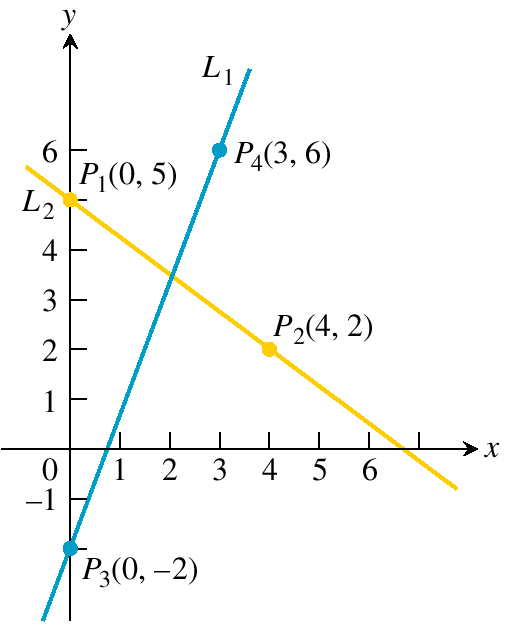 y
L₁
6
P₄(3, 6)
P₁(0, 5)
L₂
4
3
P₂(4, 2)
2
1
x
0 1 2 3 4 5 6
–1
P₃(0, –2)